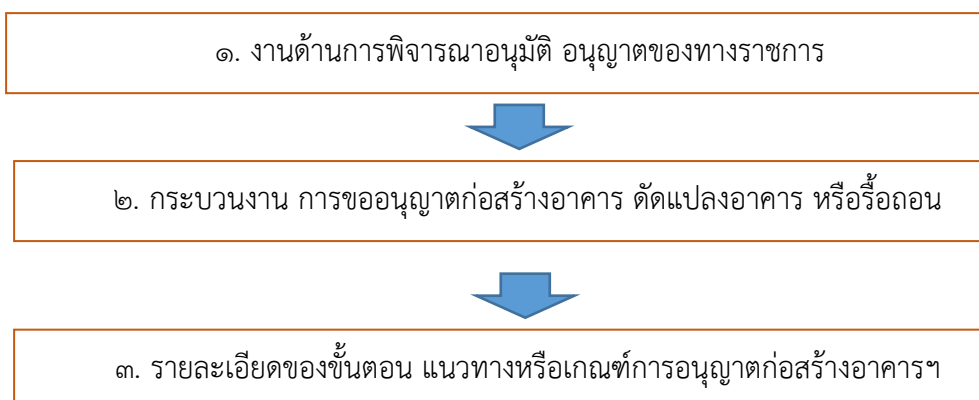 ๑. งานด้านการพิจารณาอนุมัติ อนุญาตของทางราชการ
๒. กระบวนงาน การขออนุญาตก่อสร้างอาคาร ดัดแปลงอาคาร หรือรื้อถอน
๓. รายละเอียดของขั้นตอน แนวทางหรือเกณฑ์การอนุญาตก่อสร้างอาคารฯ